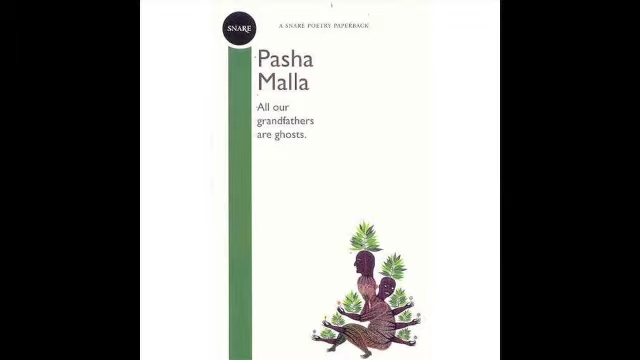 SNARE
A SNARE POETRY PAPERBACK
Pasha
Malla
All our
grandfathers
are ghosts.